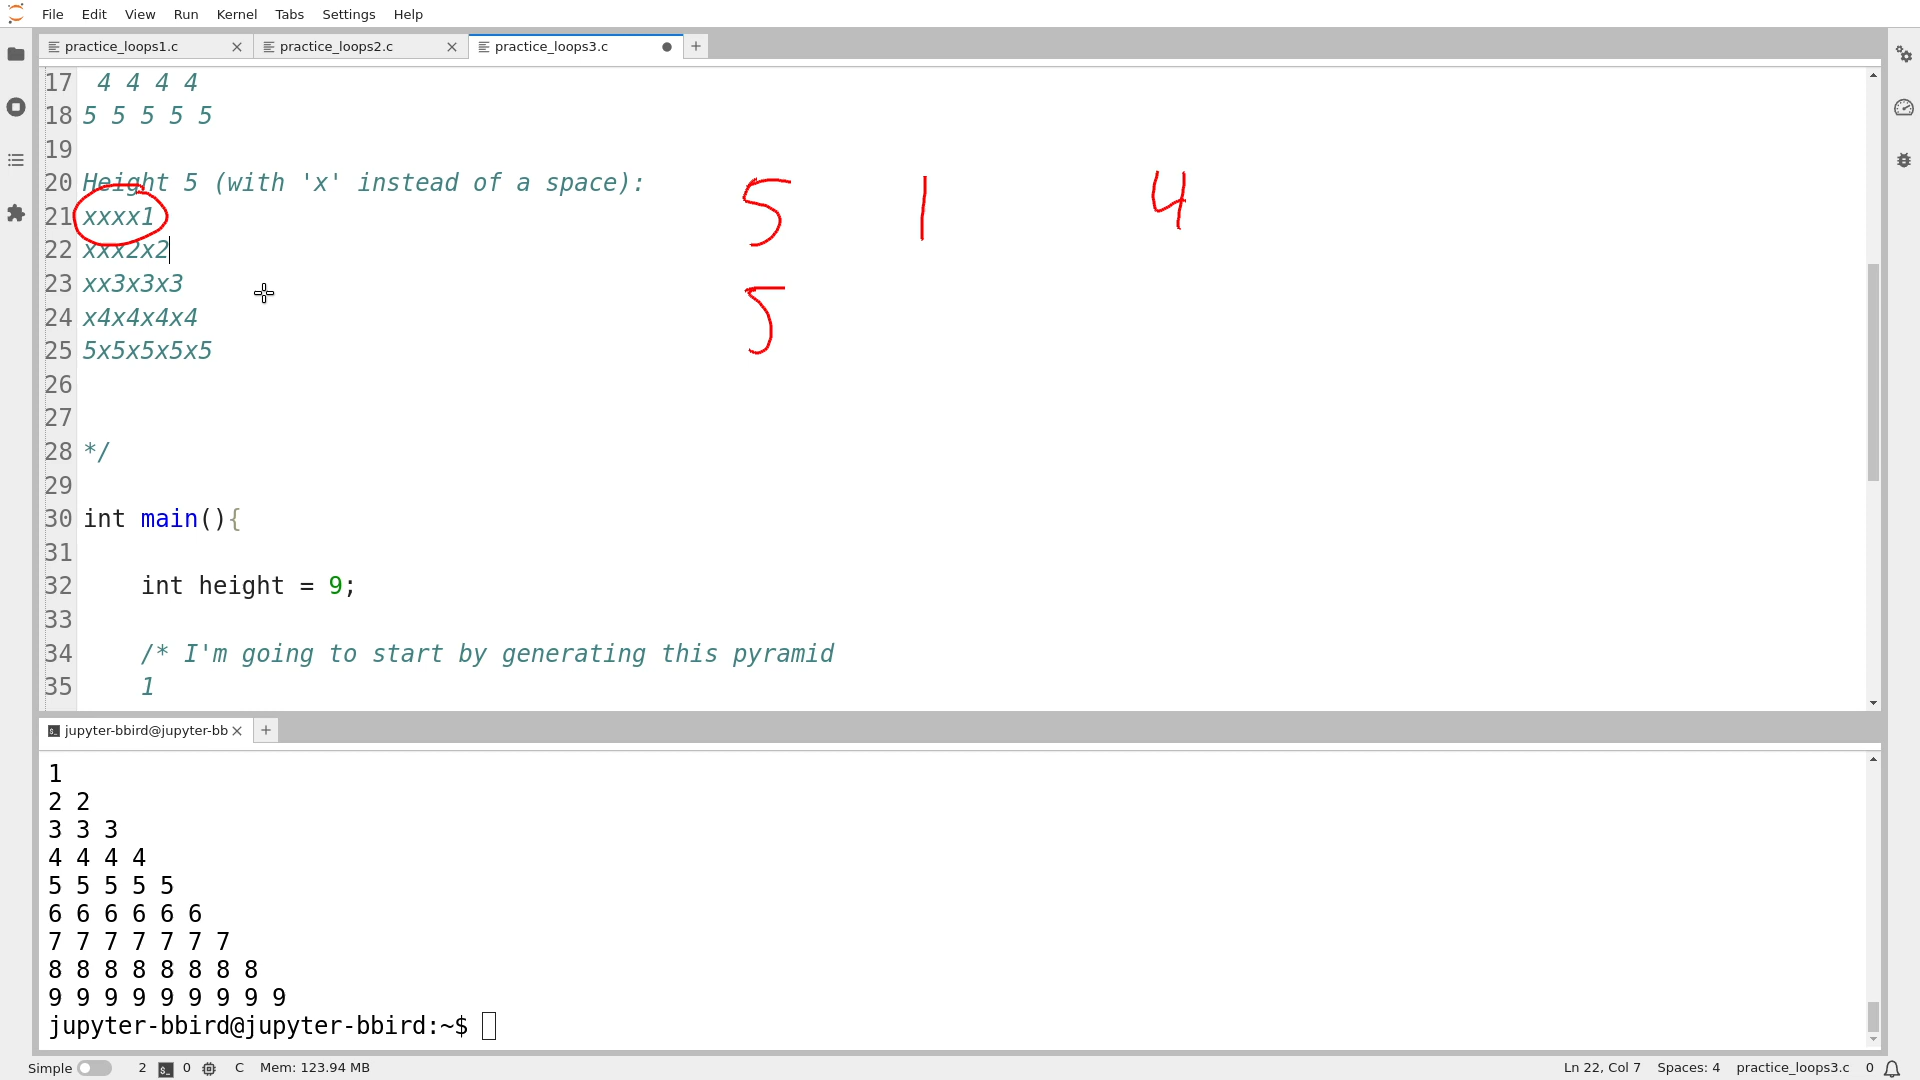 File Edit View Run Kernel Tabs Settings Help
practice_loops1.c practice_loops2.c practice_loops3.c
17 4 4 4 4
18 5 5 5 5 5
19
20 Height 5 (with 'x' instead of a space): 5 1 4
21 xxxx1
22 xxx2x2
23 xx3x3x3 5
24 x4x4x4x4
25 5x5x5x5x5
26
27
28 */
29
30 int main(){
31
32 int height = 9;
33
34 /* I'm going to start by generating this pyramid
35 1
jupyter-bbird@jupyter-bb
1
2 2
3 3 3
4 4 4 4
5 5 5 5 5
6 6 6 6 6 6
7 7 7 7 7 7 7
8 8 8 8 8 8 8 8
9 9 9 9 9 9 9 9 9
jupyter-bbird@jupyter-bbird:~$
Simple 2 $_ 0 C Mem: 123.94 MB Ln 22, Col 7 Spaces: 4 practice_loops3.c 0